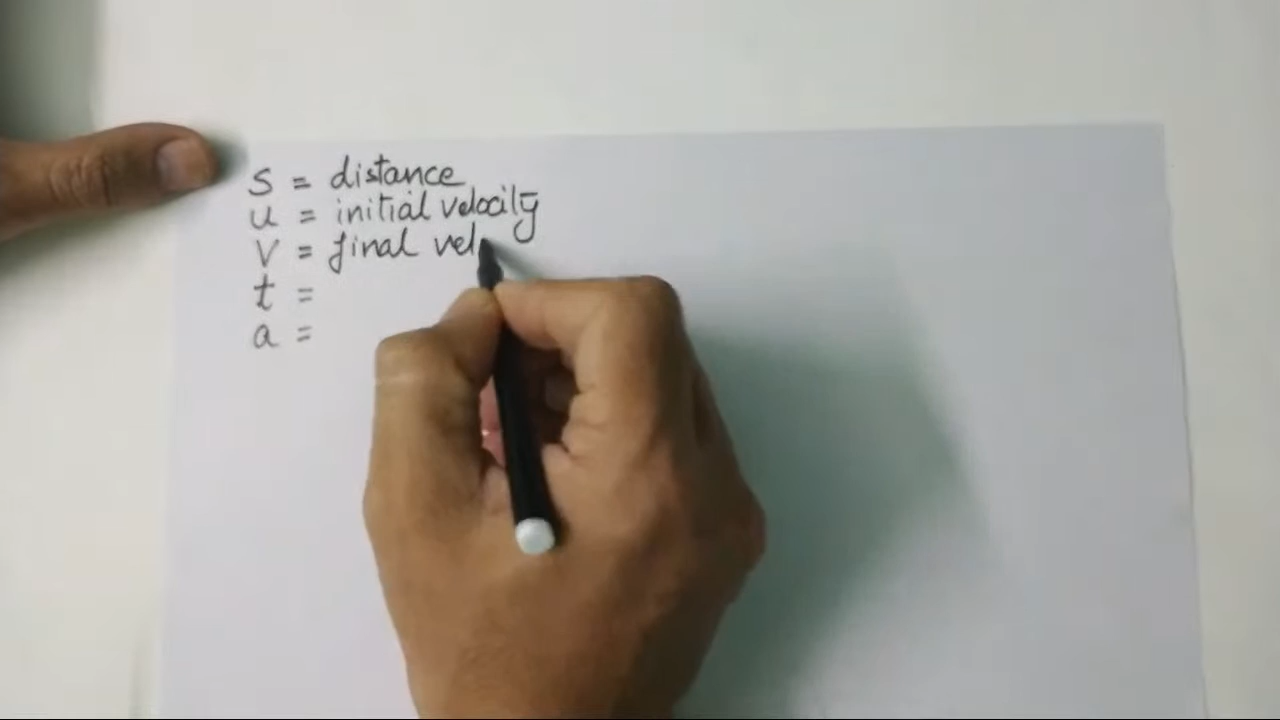 s = distance
u = initial velocity
v = final vel
t =
a =